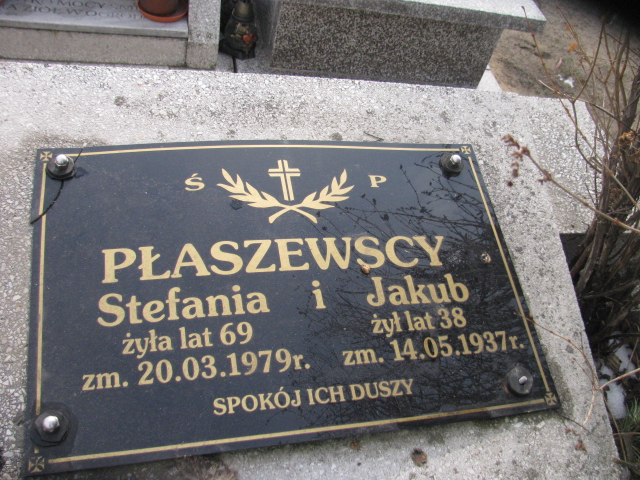 Ś P
PŁASZEWSCY
Stefania i Jakub
żyła lat 69 żył lat 38
zm. 20.03.1979r. zm. 14.05.1937r.
SPOKÓJ ICH DUSZY